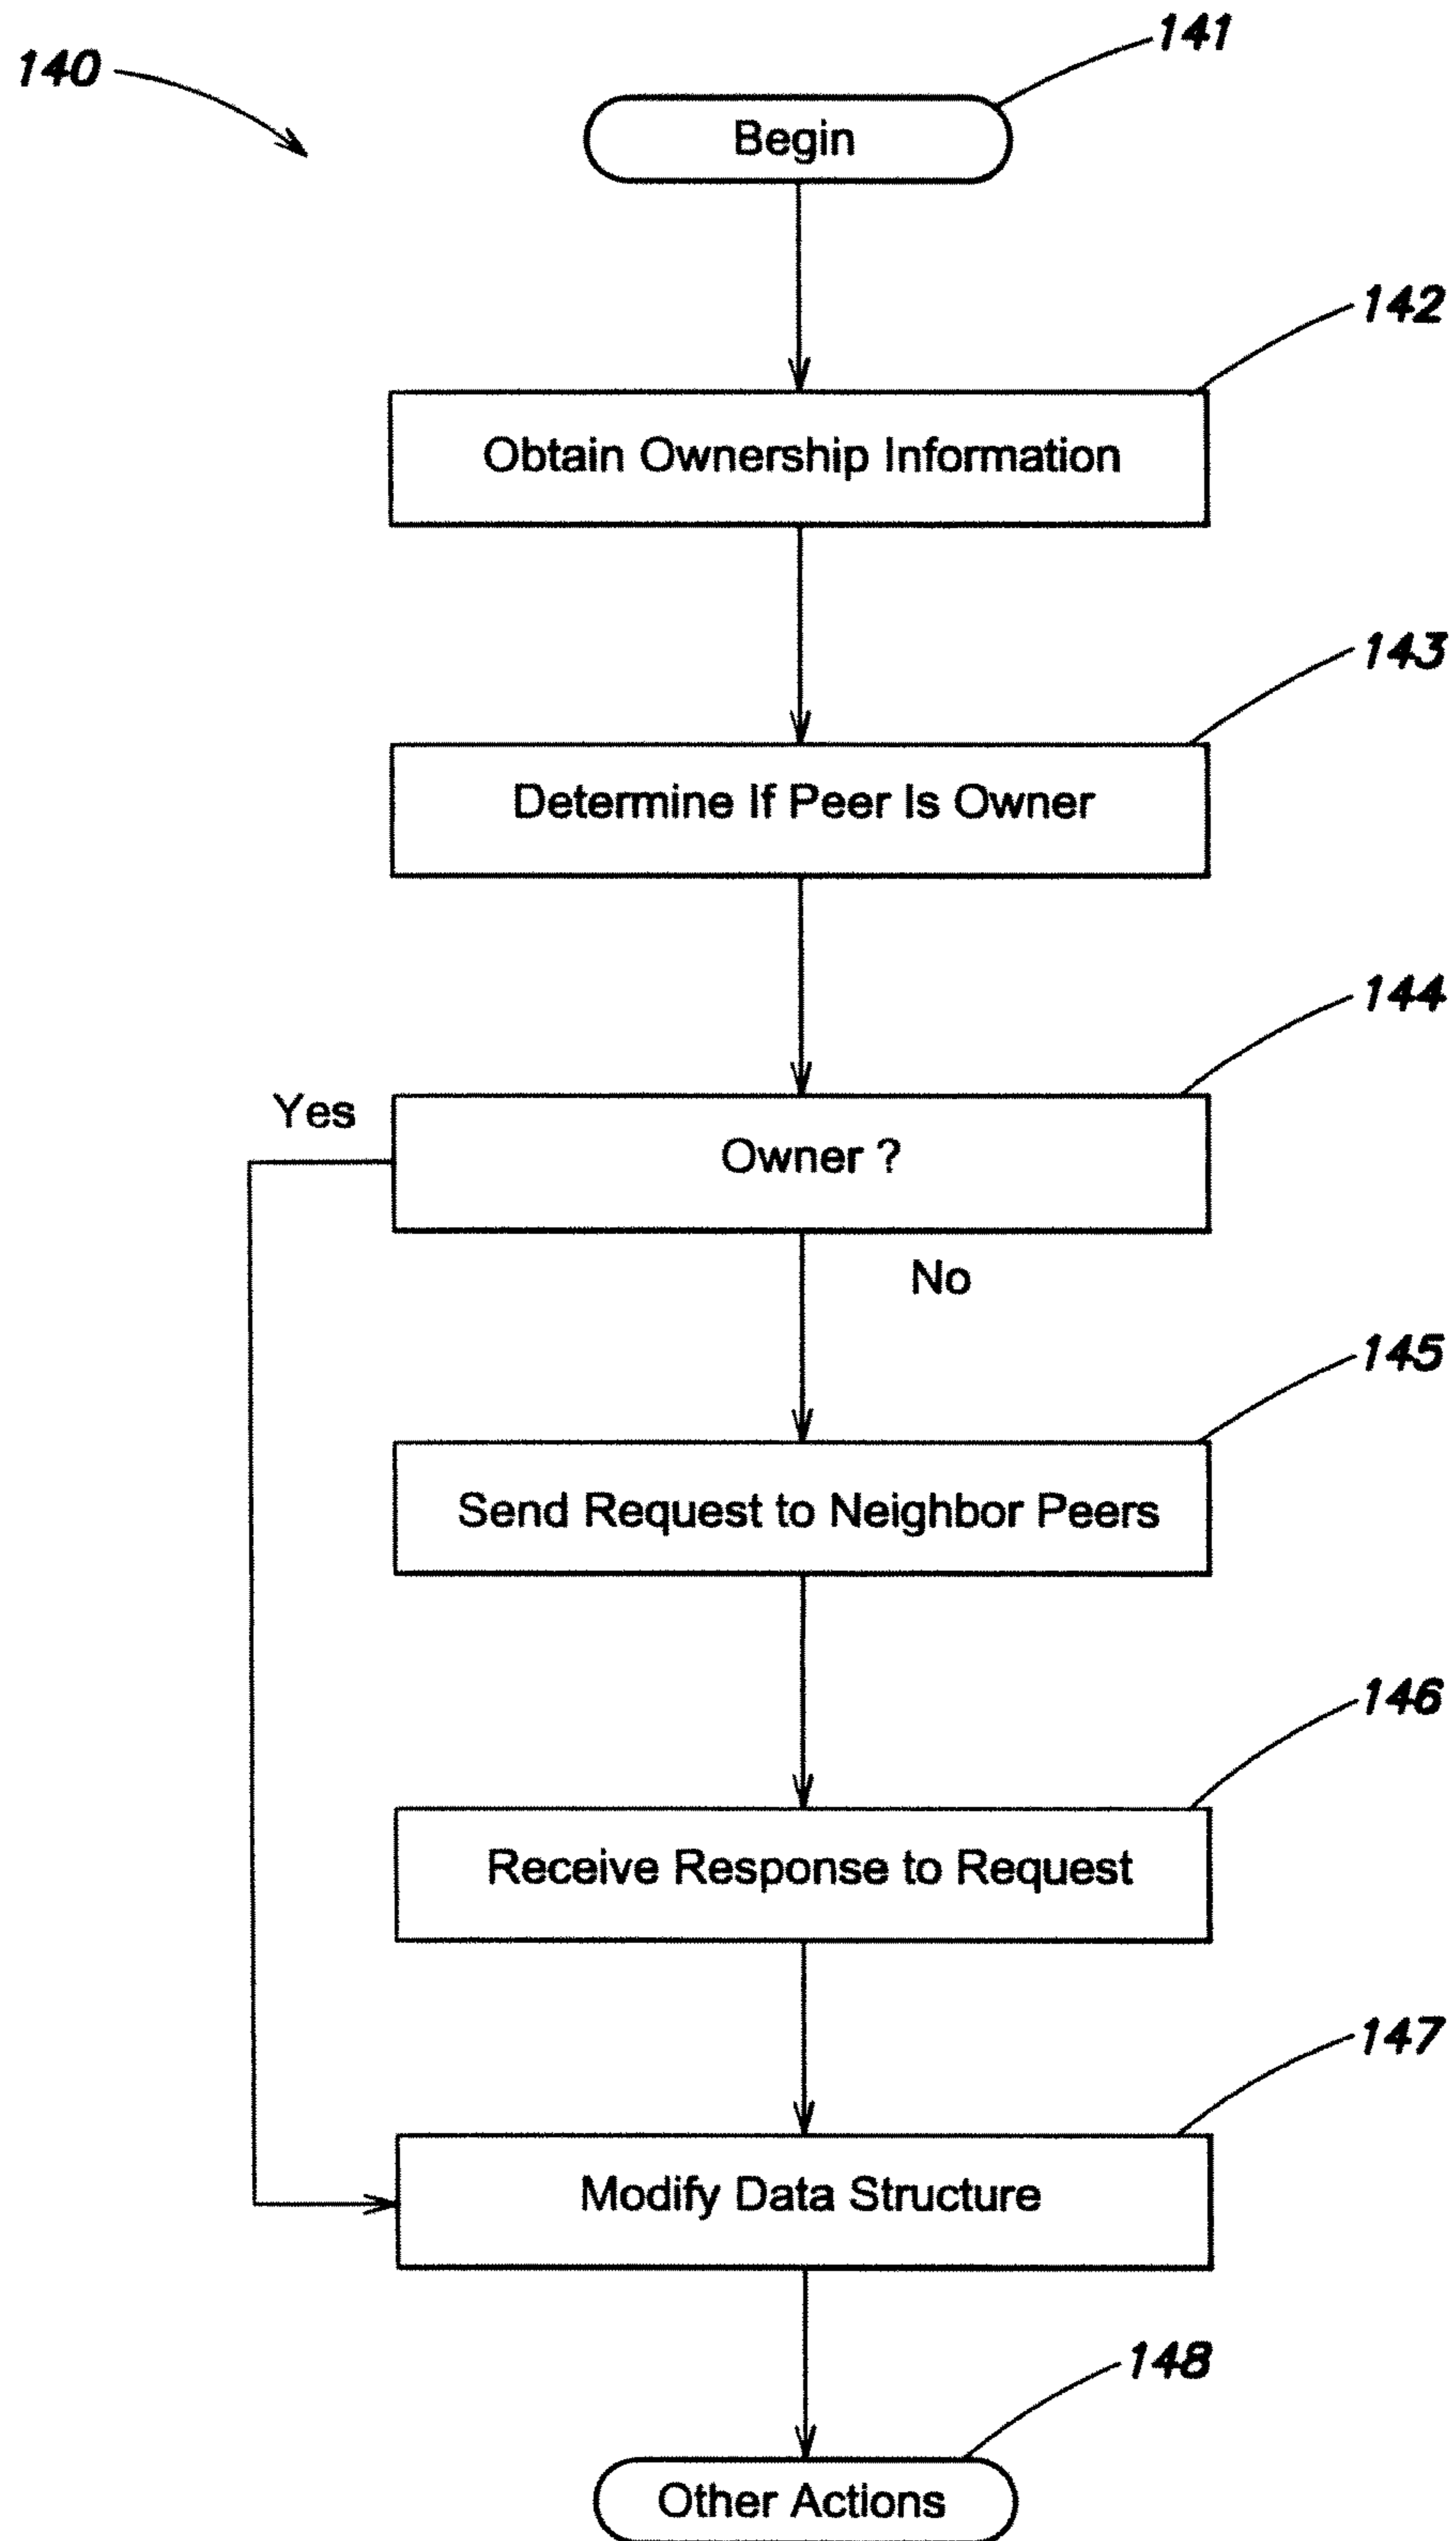 141
140
Begin
142
Obtain Ownership Information
143
Determine If Peer Is Owner
144
Yes
Owner ?
No
145
Send Request to Neighbor Peers
146
Receive Response to Request
147
Modify Data Structure
148
Other Actions